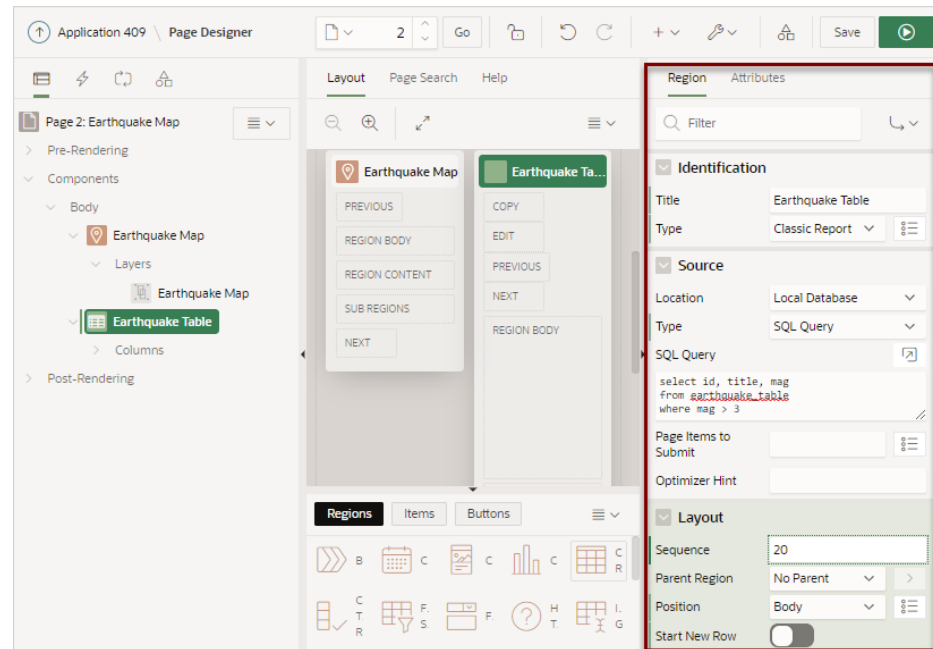 Application 409 \ Page Designer
2
Go
Save
Page 2: Earthquake Map
Pre-Rendering
Components
Body
Earthquake Map
Layers
Earthquake Map
Earthquake Table
Columns
Post-Rendering
Layout Page Search Help
Earthquake Map
PREVIOUS
REGION BODY
REGION CONTENT
SUB REGIONS
NEXT
Earthquake Ta...
COPY
EDIT
PREVIOUS
NEXT
REGION BODY
Regions Items Buttons
B C C C C R
C T R F. S. F. H T. I. G
Region Attributes
Filter
Identification
Title Earthquake Table
Type Classic Report
Source
Location Local Database
Type SQL Query
SQL Query
select id, title, mag
from earthquake_table
where mag > 3
Page Items to
Submit
Optimizer Hint
Layout
Sequence 20
Parent Region No Parent
Position Body
Start New Row